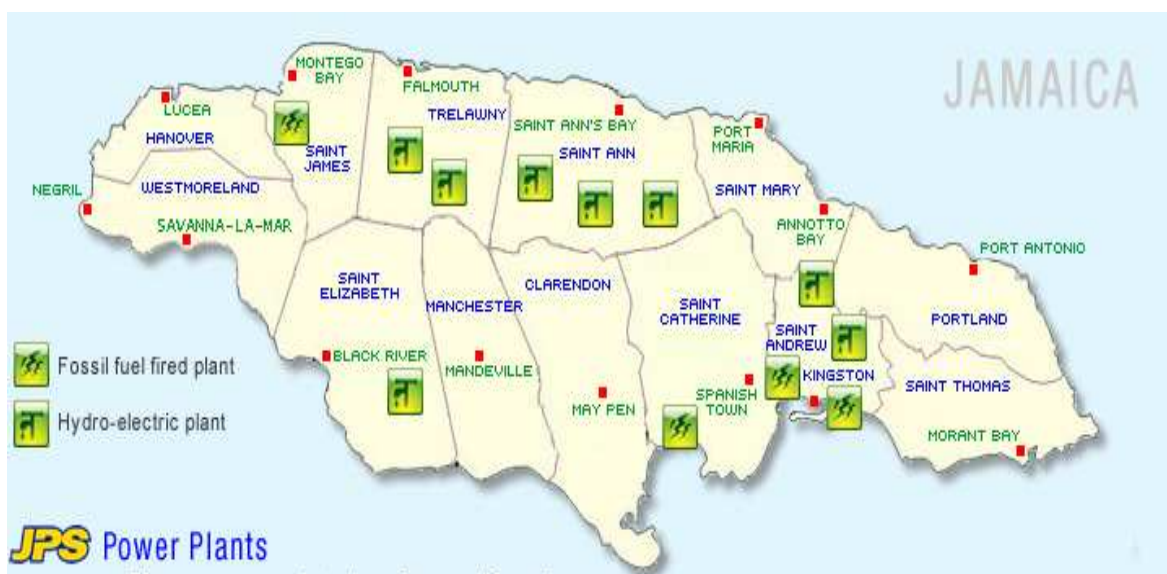 JAMAICA
MONTEGO
BAY
FALMOUTH
LUCEA
TRELAWNY
SAINT ANN'S BAY
PORT
MARIA
HANOVER
SAINT
JAMES
SAINT ANN
NEGRIL
WESTMORELAND
SAINT MARY
SAVANNA-LA-MAR
ANNOTTO
BAY
PORT ANTONIO
SAINT
ELIZABETH
MANCHESTER
CLARENDON
SAINT
CATHERINE
SAINT
ANDREW
PORTLAND
BLACK RIVER
MANDEVILLE
KINGSTON
SAINT THOMAS
MAY PEN
SPANISH
TOWN
MORANT BAY
Fossil fuel fired plant
Hydro-electric plant
JPS Power Plants